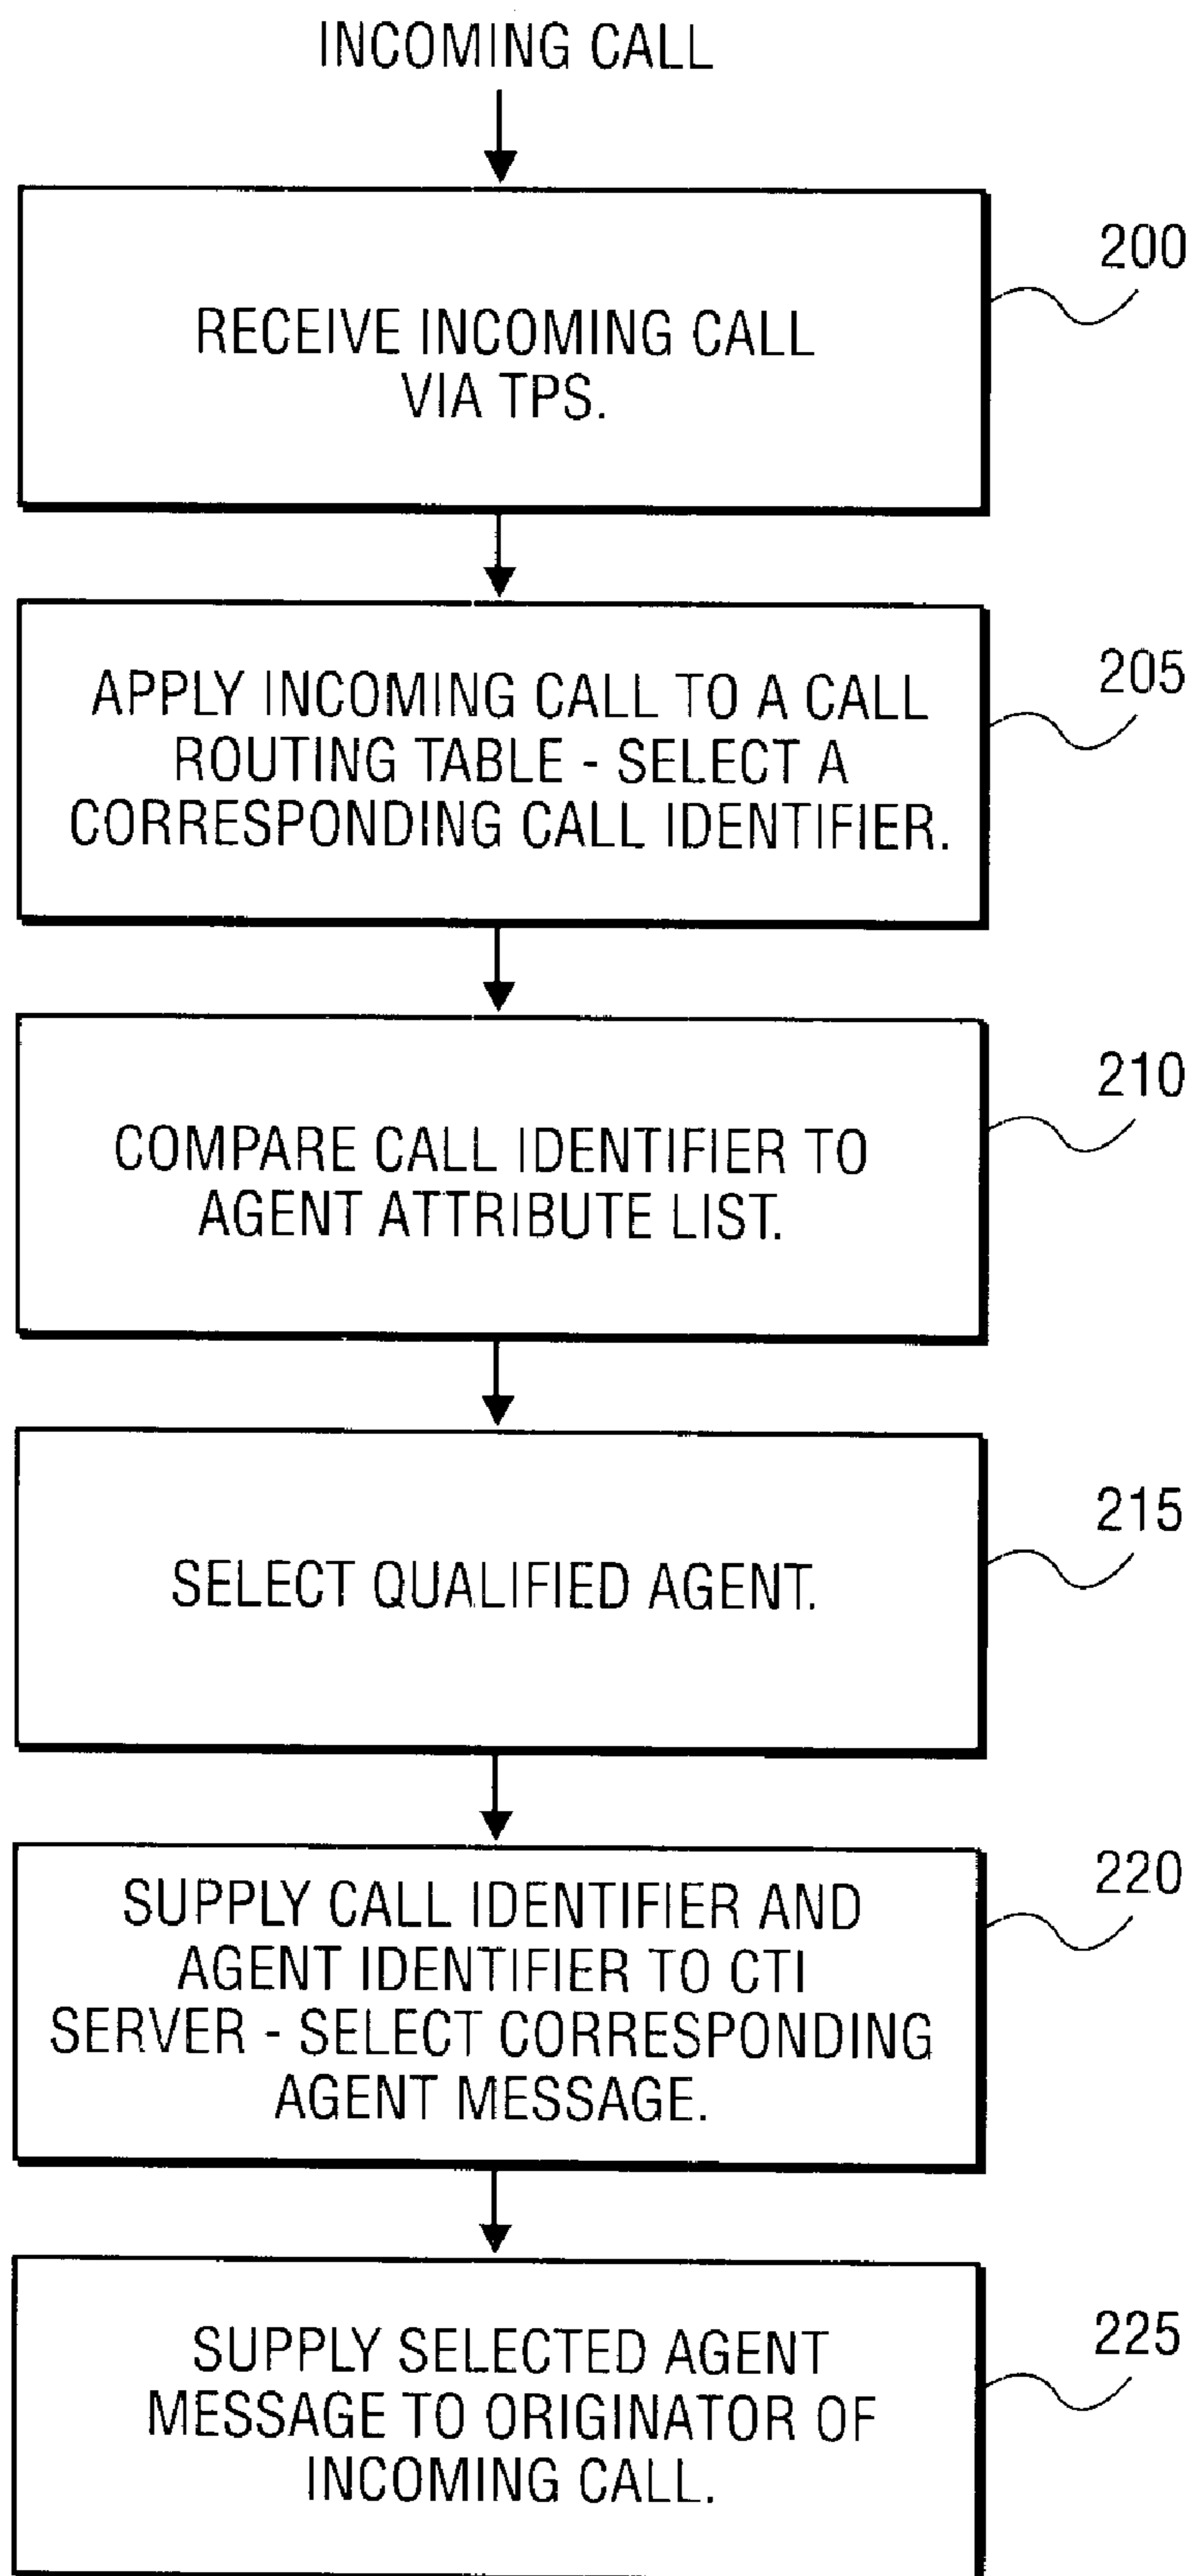 INCOMING CALL
200
RECEIVE INCOMING CALL
VIA TPS.
205
APPLY INCOMING CALL TO A CALL
ROUTING TABLE - SELECT A
CORRESPONDING CALL IDENTIFIER.
210
COMPARE CALL IDENTIFIER TO
AGENT ATTRIBUTE LIST.
215
SELECT QUALIFIED AGENT.
220
SUPPLY CALL IDENTIFIER AND
AGENT IDENTIFIER TO CTI
SERVER - SELECT CORRESPONDING
AGENT MESSAGE.
225
SUPPLY SELECTED AGENT
MESSAGE TO ORIGINATOR OF
INCOMING CALL.